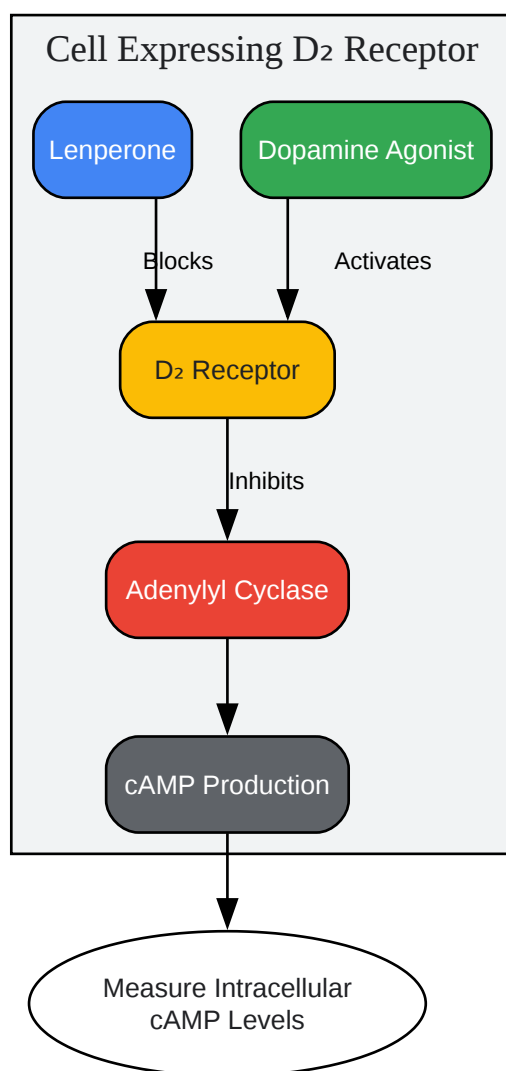 Cell Expressing D₂ Receptor
Lenperone
Dopamine Agonist
Blocks
Activates
D₂ Receptor
Inhibits
Adenylyl Cyclase
cAMP Production
Measure Intracellular
cAMP Levels